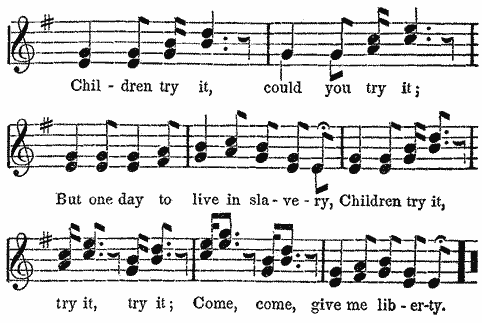 Chil - dren try it, could you try it;
But one day to live in sla - ve - ry, Children try it,
try it, try it; Come, come, give me lib - er-ty.